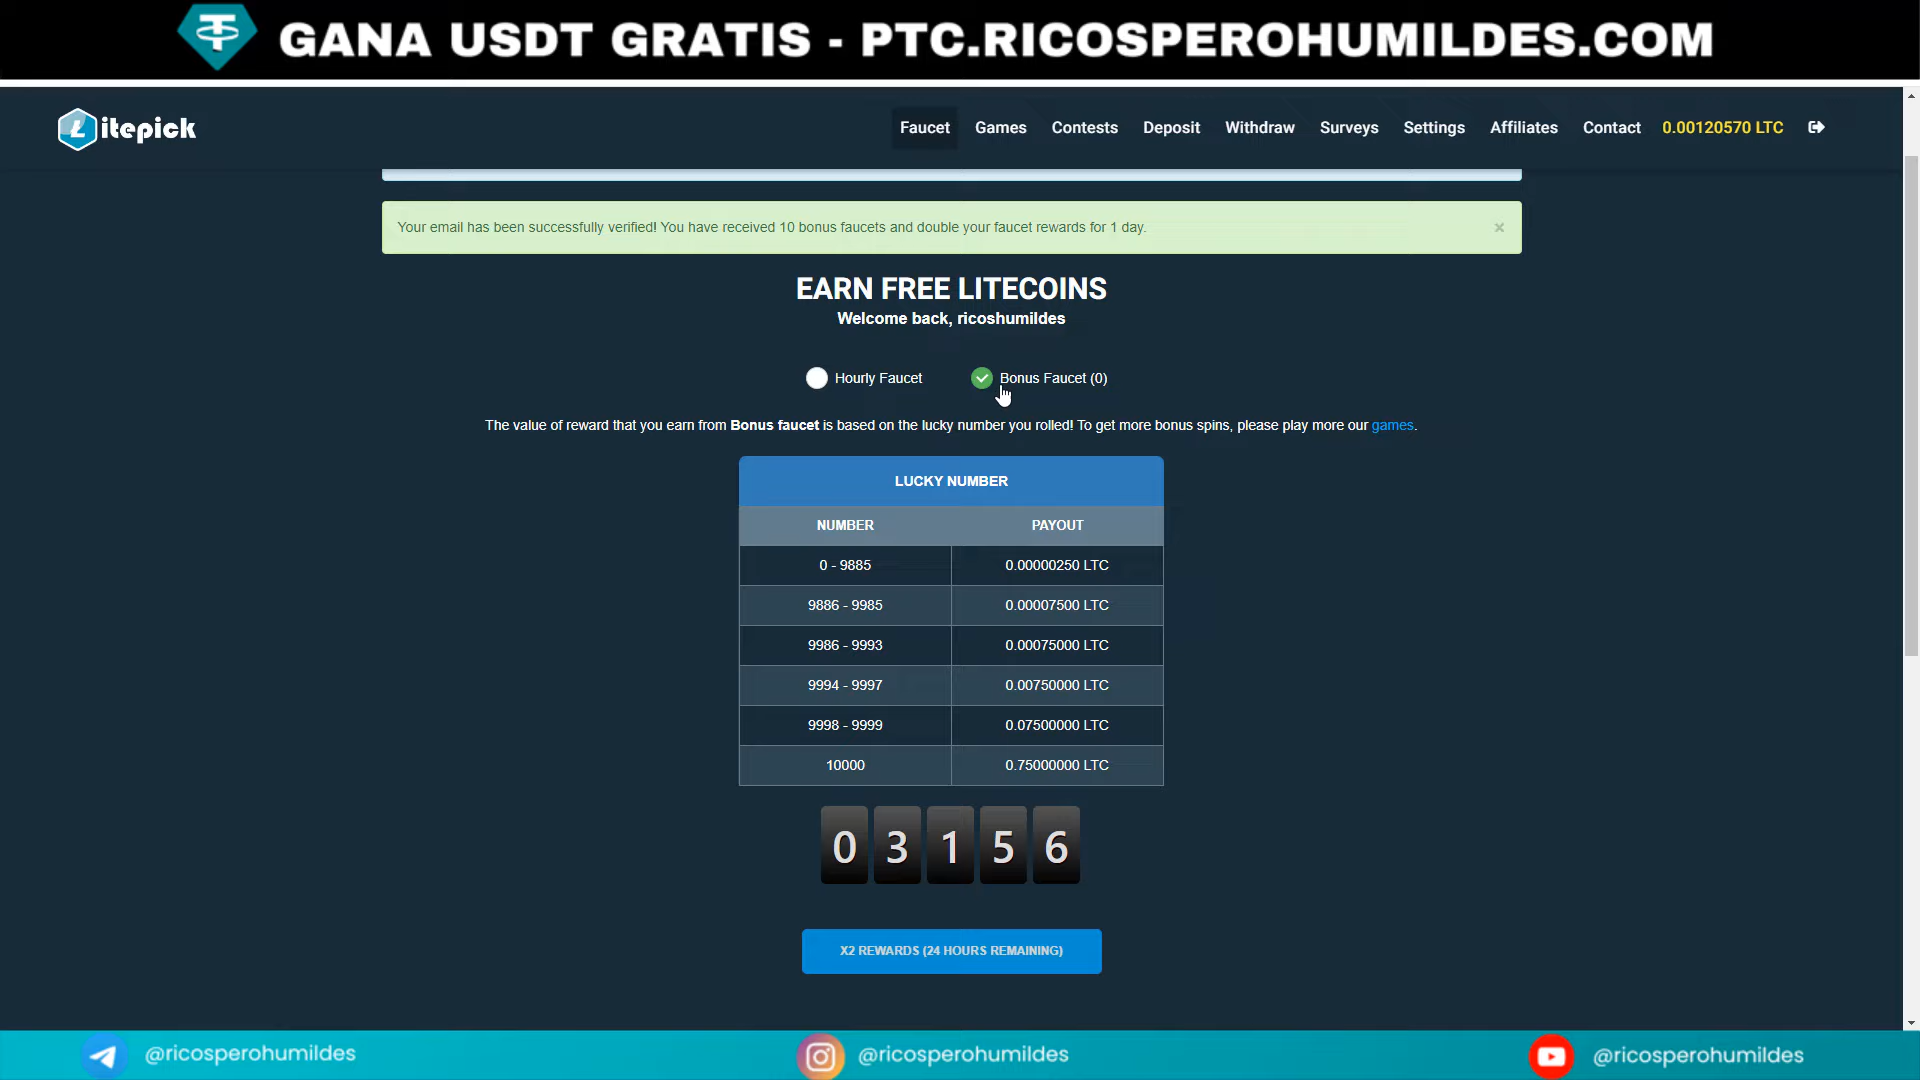 GANA USDT GRATIS - PTC.RICOSPEROHUMILDES.COM
Litepick
Faucet Games Contests Deposit Withdraw Surveys Settings Affiliates Contact 0.00120570 LTC
Your email has been successfully verified! You have received 10 bonus faucets and double your faucet rewards for 1 day. ×
EARN FREE LITECOINS
Welcome back, ricoshumildes
Hourly Faucet Bonus Faucet (0)
The value of reward that you earn from Bonus faucet is based on the lucky number you rolled! To get more bonus spins, please play more our games.
LUCKY NUMBER
NUMBER PAYOUT
0 - 9885 0.00000250 LTC
9886 - 9985 0.00007500 LTC
9986 - 9993 0.00075000 LTC
9994 - 9997 0.00750000 LTC
9998 - 9999 0.07500000 LTC
10000 0.75000000 LTC
0 3 1 5 6
X2 REWARDS (24 HOURS REMAINING)
@ricosperohumildes @ricosperohumildes @ricosperohumildes